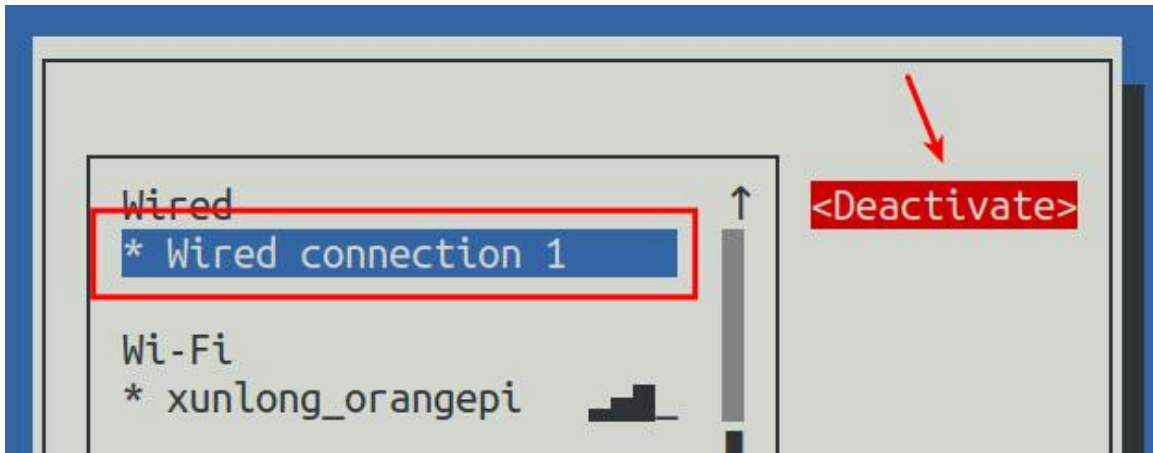 Wired
* Wired connection 1
<Deactivate>
Wi-Fi
* xunlong_orangepi